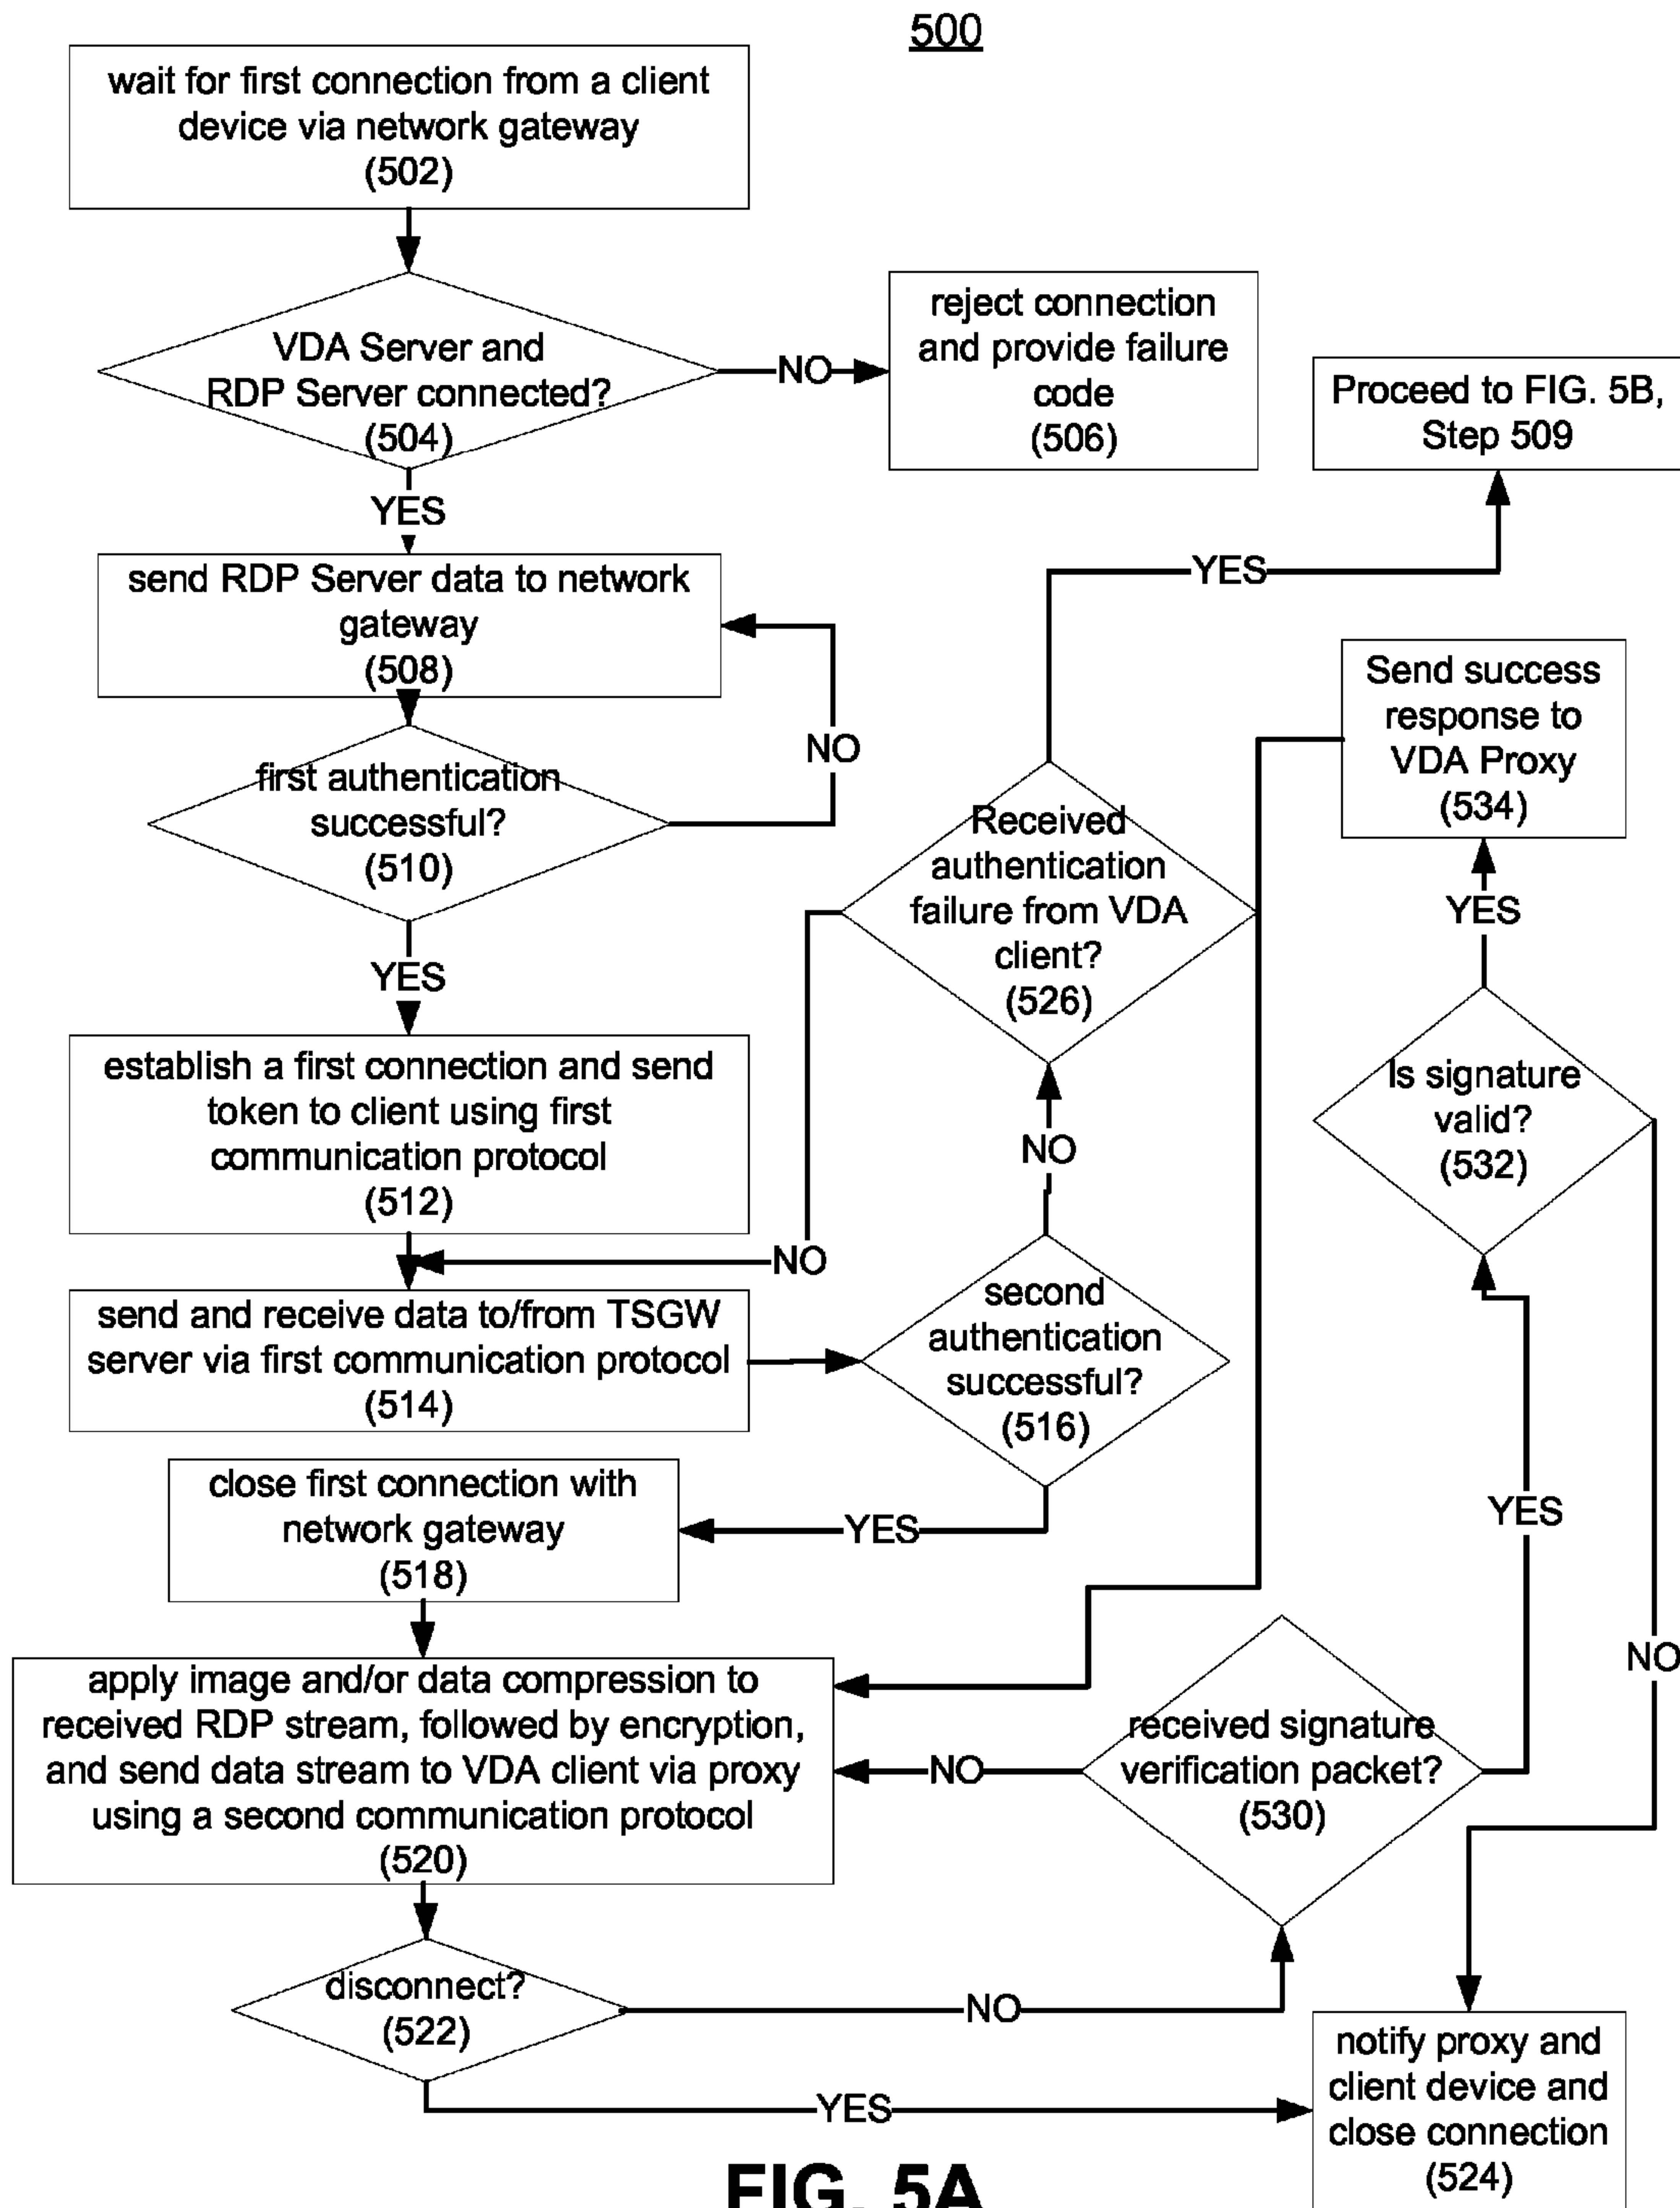 500
wait for first connection from a client
device via network gateway
(502)
VDA Server and
RDP Server connected?
(504)
NO
reject connection
and provide failure
code
(506)
Proceed to FIG. 5B,
Step 509
YES
YES
send RDP Server data to network
gateway
(508)
NO
first authentication
successful?
(510)
Send success
response to
VDA Proxy
(534)
Received
authentication
failure from VDA
client?
(526)
YES
YES
establish a first connection and send
token to client using first
communication protocol
(512)
Is signature
valid?
(532)
NO
NO
send and receive data to/from TSGW
server via first communication protocol
(514)
second
authentication
successful?
(516)
close first connection with
network gateway
(518)
YES
YES
NO
apply image and/or data compression to
received RDP stream, followed by encryption,
and send data stream to VDA client via proxy
using a second communication protocol
(520)
NO
received signature
verification packet?
(530)
disconnect?
(522)
NO
YES
notify proxy and
client device and
close connection
(524)
FIG. 5A